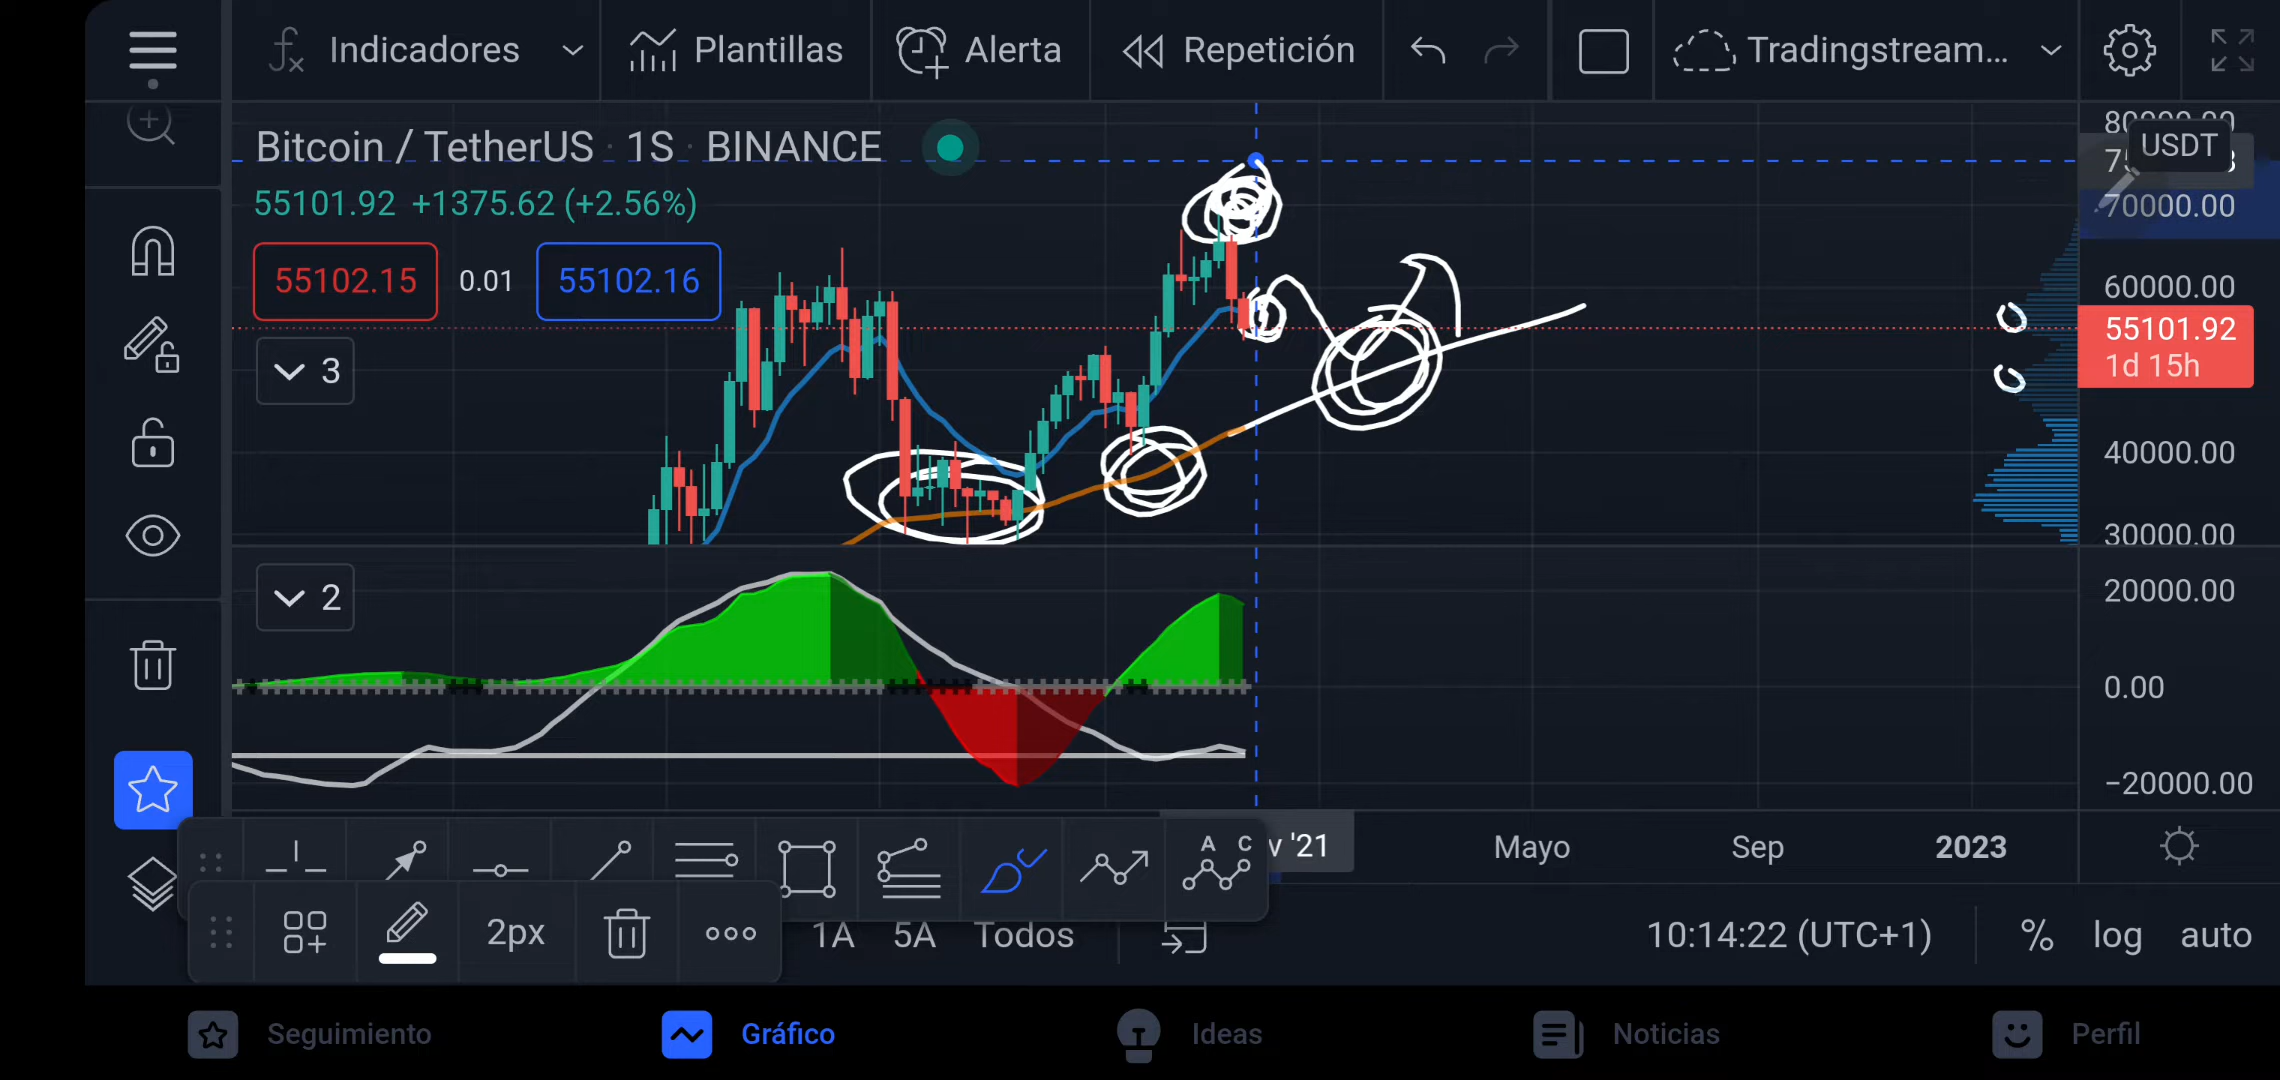 Indicadores Plantillas Alerta Repetición Tradingstream...
Bitcoin / TetherUS · 1S · BINANCE
55101.92 +1375.62 (+2.56%)
55102.15 0.01 55102.16
3
2
USDT
70000.00
60000.00
55101.92
1d 15h
40000.00
30000.00
20000.00
0.00
−20000.00
A C
v '21 Mayo Sep 2023
2px
1A 5A Todos
10:14:22 (UTC+1) % log auto
Seguimiento Gráfico Ideas Noticias Perfil